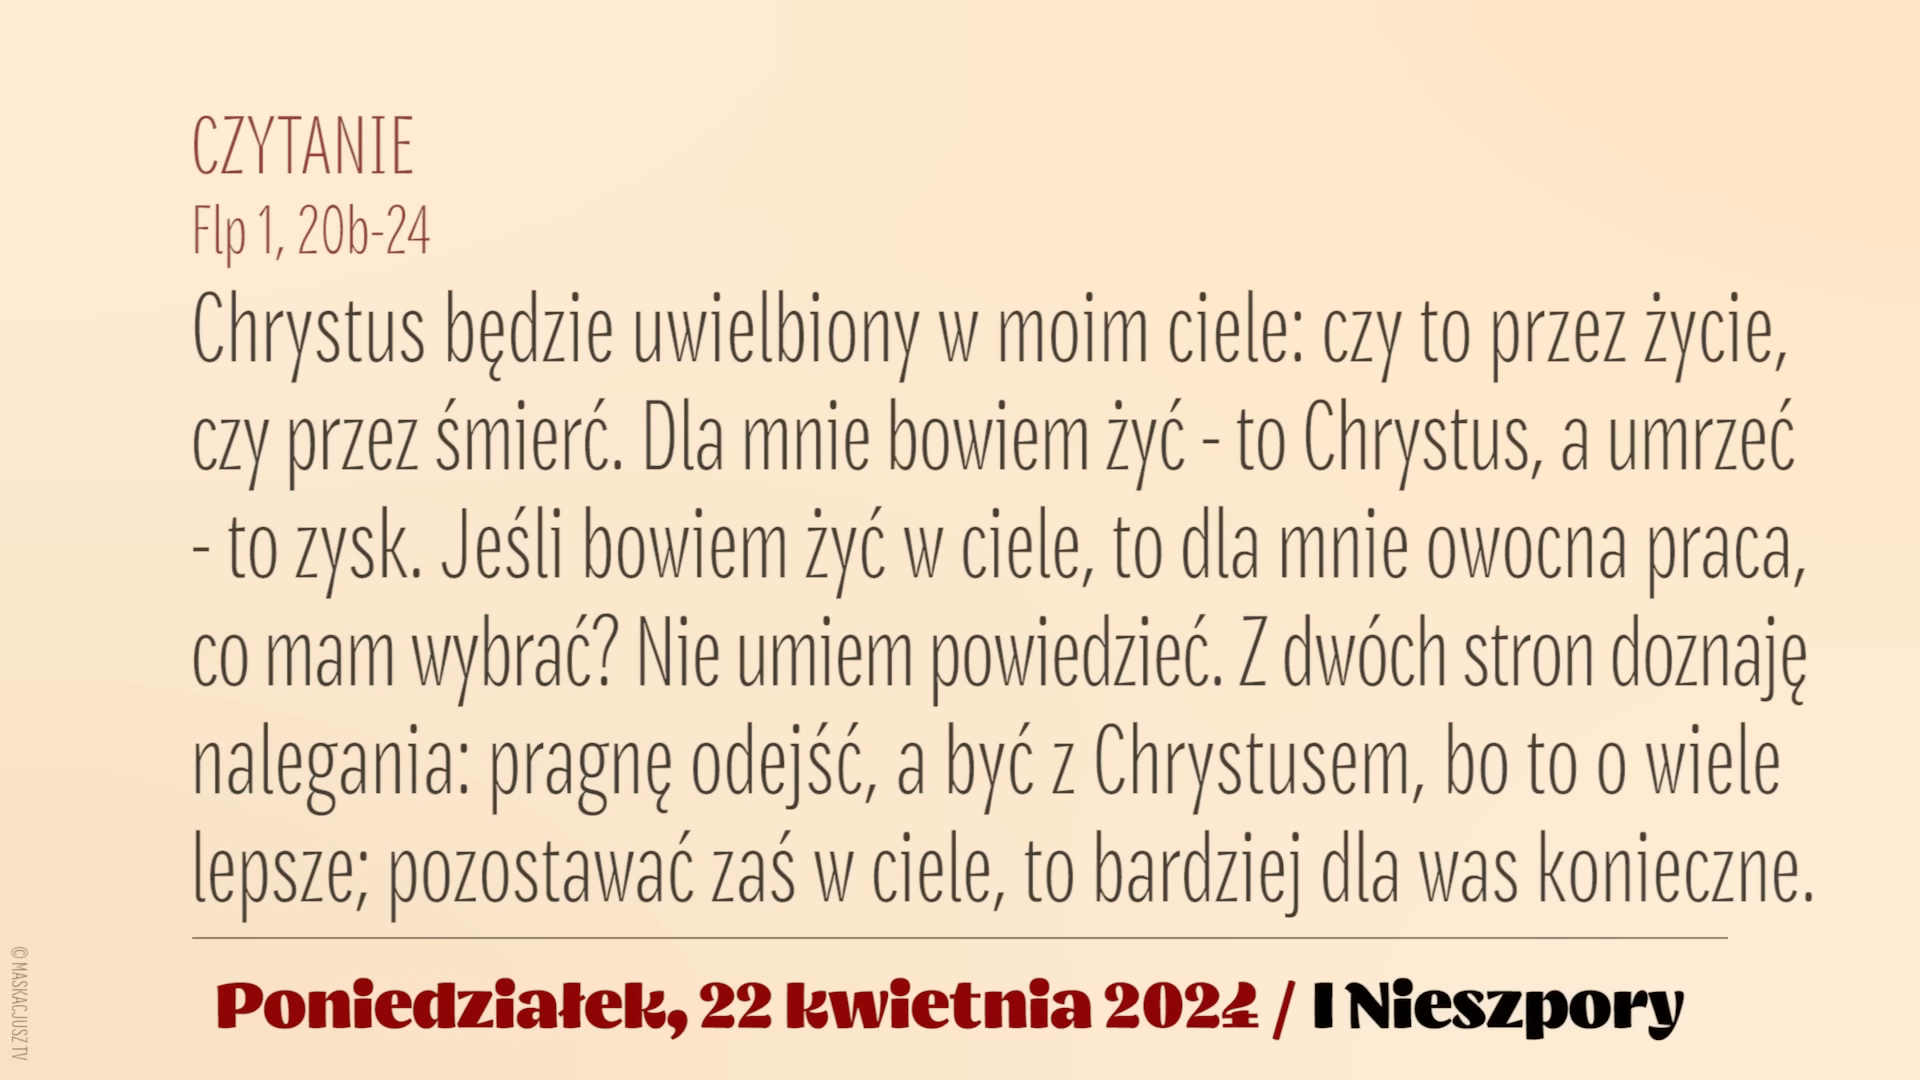 CZYTANIE
Flp 1, 20b-24
Chrystus będzie uwielbiony w moim ciele: czy to przez życie,
czy przez śmierć. Dla mnie bowiem żyć - to Chrystus, a umrzeć
- to zysk. Jeśli bowiem żyć w ciele, to dla mnie owocna praca,
co mam wybrać? Nie umiem powiedzieć. Z dwóch stron doznaję
nalegania: pragnę odejść, a być z Chrystusem, bo to o wiele
lepsze; pozostawać zaś w ciele, to bardziej dla was konieczne.
Poniedziałek, 22 kwietnia 2024 / I Nieszpory
© MASKACJUSZ TV